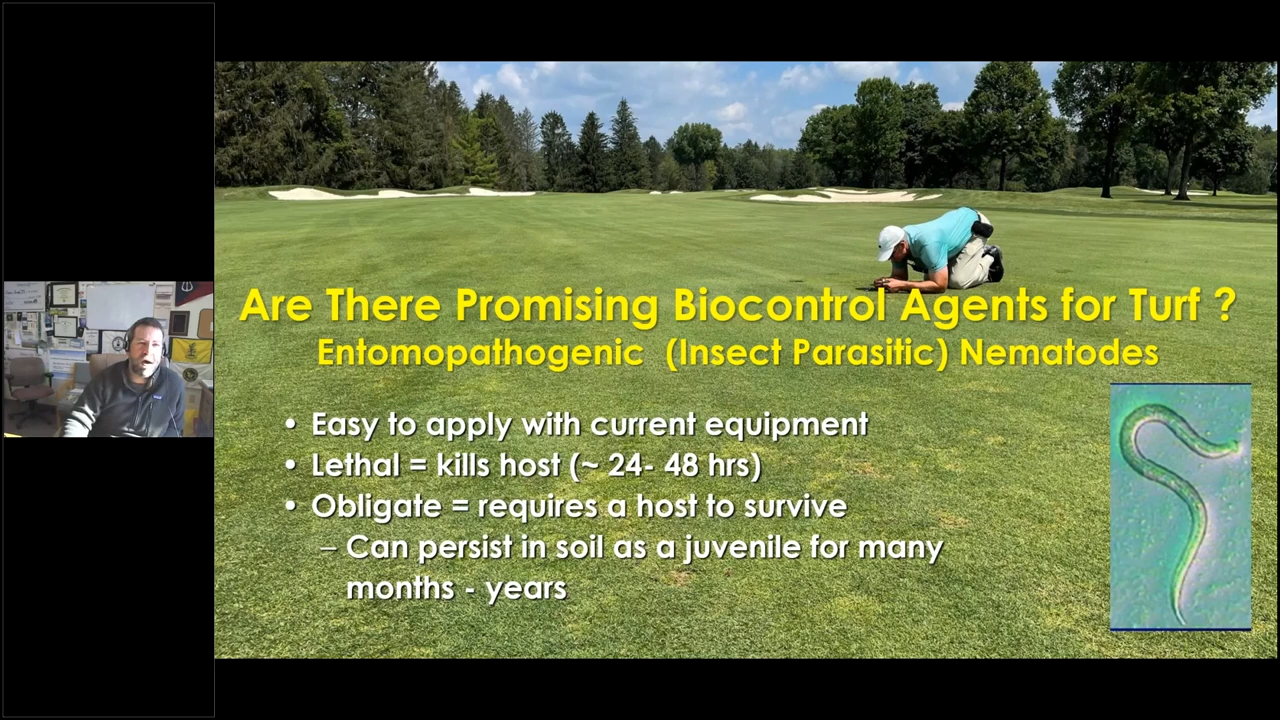 Are There Promising Biocontrol Agents for Turf ?
Entomopathogenic (Insect Parasitic) Nematodes
• Easy to apply with current equipment
• Lethal = kills host (~ 24- 48 hrs)
• Obligate = requires a host to survive
– Can persist in soil as a juvenile for many
months - years